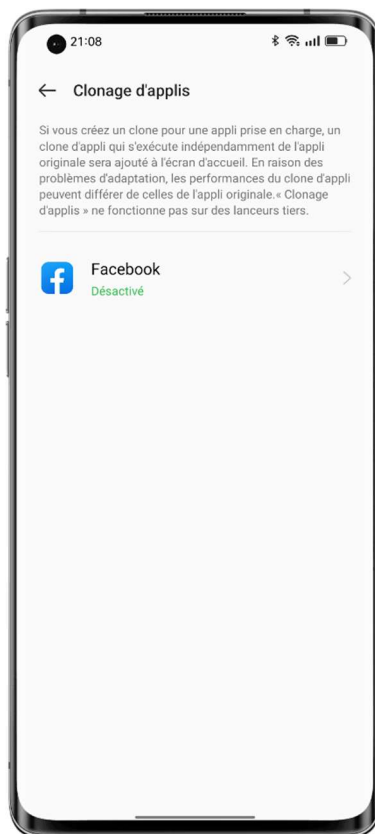 21:08
Clonage d'applis
Si vous créez un clone pour une appli prise en charge, un
clone d'appli qui s'exécute indépendamment de l'appli
originale sera ajouté à l'écran d'accueil. En raison des
problèmes d'adaptation, les performances du clone d'appli
peuvent différer de celles de l'appli originale.« Clonage
d'applis » ne fonctionne pas sur des lanceurs tiers.
Facebook
Désactivé